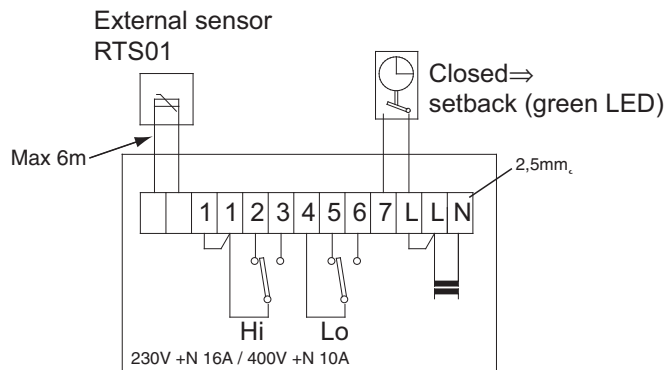 External sensor
RTS01
Closed⇒
setback (green LED)
Max 6m
2,5mm
1 1 2 3 4 5 6 7 L L N
Hi Lo
230V +N 16A / 400V +N 10A